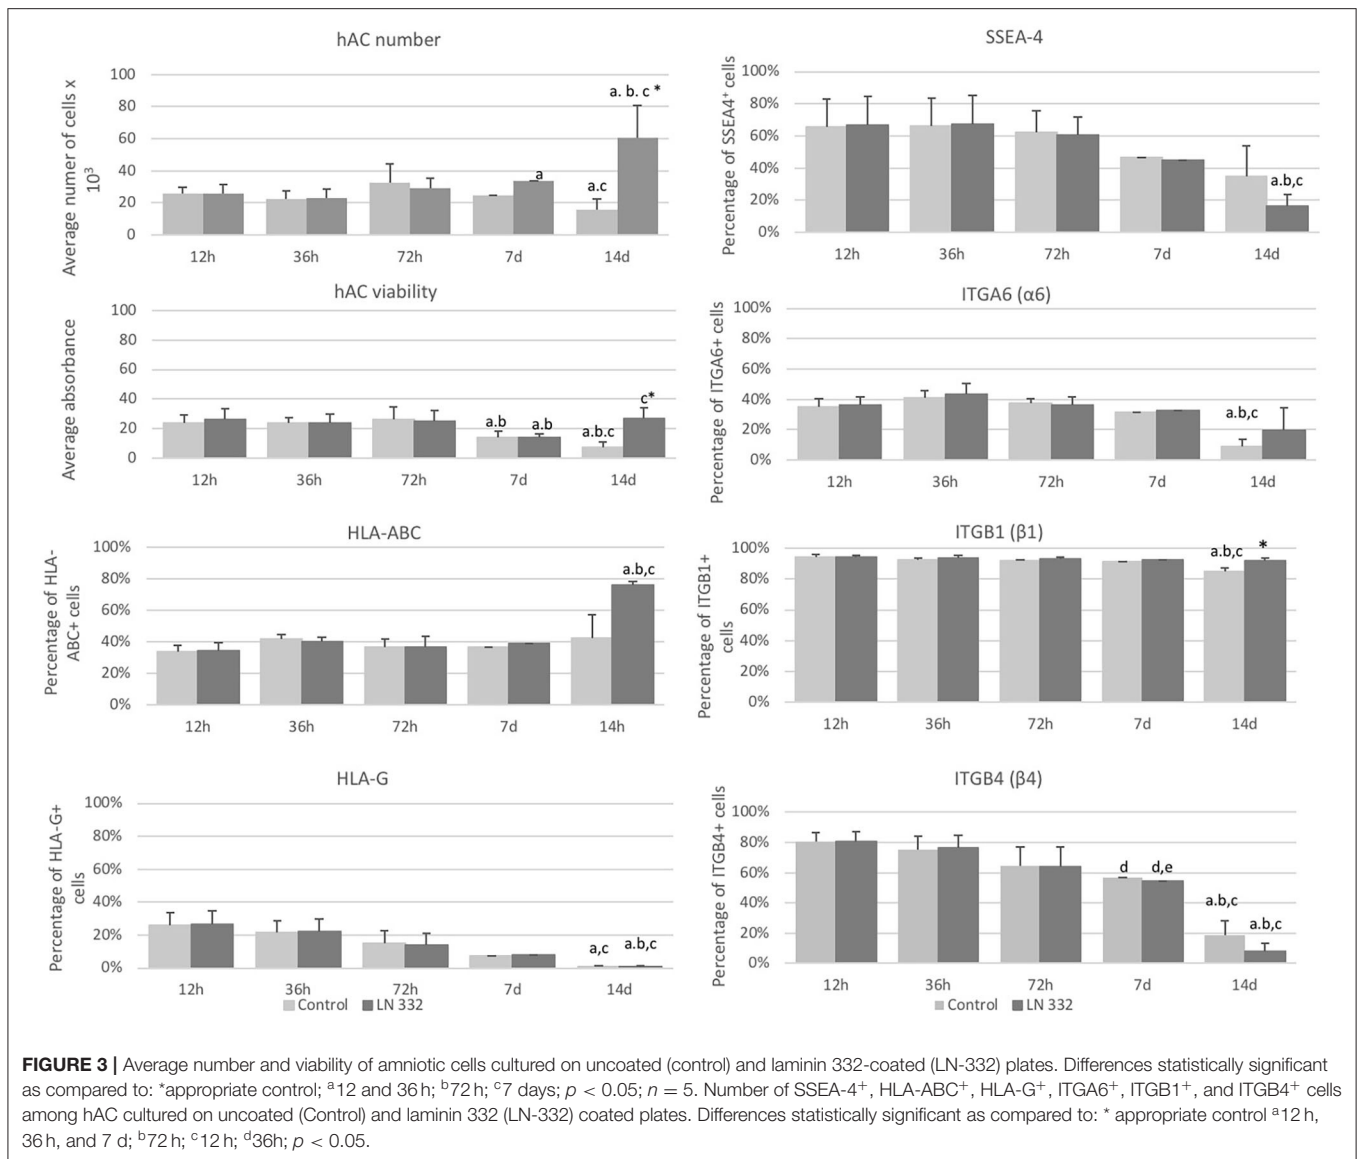 hAC number
Average numer of cells x
10³
100
80
60
40
20
0
a
a.c
a. b. c *
12h
36h
72h
7d
14d
SSEA-4
Percentage of SSEA4⁺ cells
100%
80%
60%
40%
20%
0%
a.b,c
12h
36h
72h
7d
14d
hAC viability
Average absorbance
100
80
60
40
20
0
a.b
a.b
a.b.c
c*
12h
36h
72h
7d
14d
ITGA6 (α6)
Percentage of ITGA6+ cells
100%
80%
60%
40%
20%
0%
a.b,c
12h
36h
72h
7d
14d
HLA-ABC
Percentage of HLA-
ABC+ cells
100%
80%
60%
40%
20%
0%
a.b,c
12h
36h
72h
7d
14h
ITGB1 (β1)
Percentage of ITGB1+
cells
100%
80%
60%
40%
20%
0%
a.b,c
*
12h
36h
72h
7d
14d
HLA-G
Percentage of HLA-G+
cells
100%
80%
60%
40%
20%
0%
a,c
a.b,c
12h
36h
72h
7d
14d
Control LN 332
ITGB4 (β4)
Percentage of ITGB4+ cells
100%
80%
60%
40%
20%
0%
d
d,e
a.b,c
a.b,c
12h
36h
72h
7d
14d
Control LN 332
FIGURE 3 | Average number and viability of amniotic cells cultured on uncoated (control) and laminin 332-coated (LN-332) plates. Differences statistically significant
as compared to: *appropriate control; ᵃ12 and 36 h; ᵇ72 h; ᶜ7 days; p < 0.05; n = 5. Number of SSEA-4⁺, HLA-ABC⁺, HLA-G⁺, ITGA6⁺, ITGB1⁺, and ITGB4⁺ cells
among hAC cultured on uncoated (Control) and laminin 332 (LN-332) coated plates. Differences statistically significant as compared to: * appropriate control ᵃ12 h,
36 h, and 7 d; ᵇ72 h; ᶜ12 h; ᵈ36h; p < 0.05.